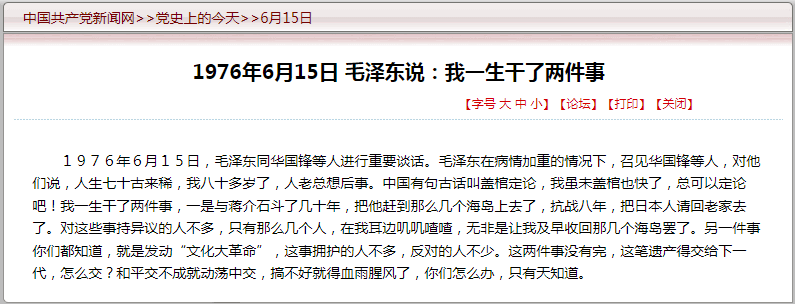 中国共产党新闻网>>党史上的今天>>6月15日
1976年6月15日 毛泽东说：我一生干了两件事
【字号 大 中 小】【论坛】【打印】【关闭】
１９７６年６月１５日，毛泽东同华国锋等人进行重要谈话。毛泽东在病情加重的情况下，召见华国锋等人，对他
们说，人生七十古来稀，我八十多岁了，人老总想后事。中国有句古话叫盖棺定论，我虽未盖棺也快了，总可以定论
吧！我一生干了两件事，一是与蒋介石斗了几十年，把他赶到那么几个海岛上去了，抗战八年，把日本人请回老家去
了。对这些事持异议的人不多，只有那么几个人，在我耳边叽叽喳喳，无非是让我及早收回那几个海岛罢了。另一件事
你们都知道，就是发动“文化大革命”，这事拥护的人不多，反对的人不少。这两件事没有完，这笔遗产得交给下一
代，怎么交？和平交不成就动荡中交，搞不好就得血雨腥风了，你们怎么办，只有天知道。